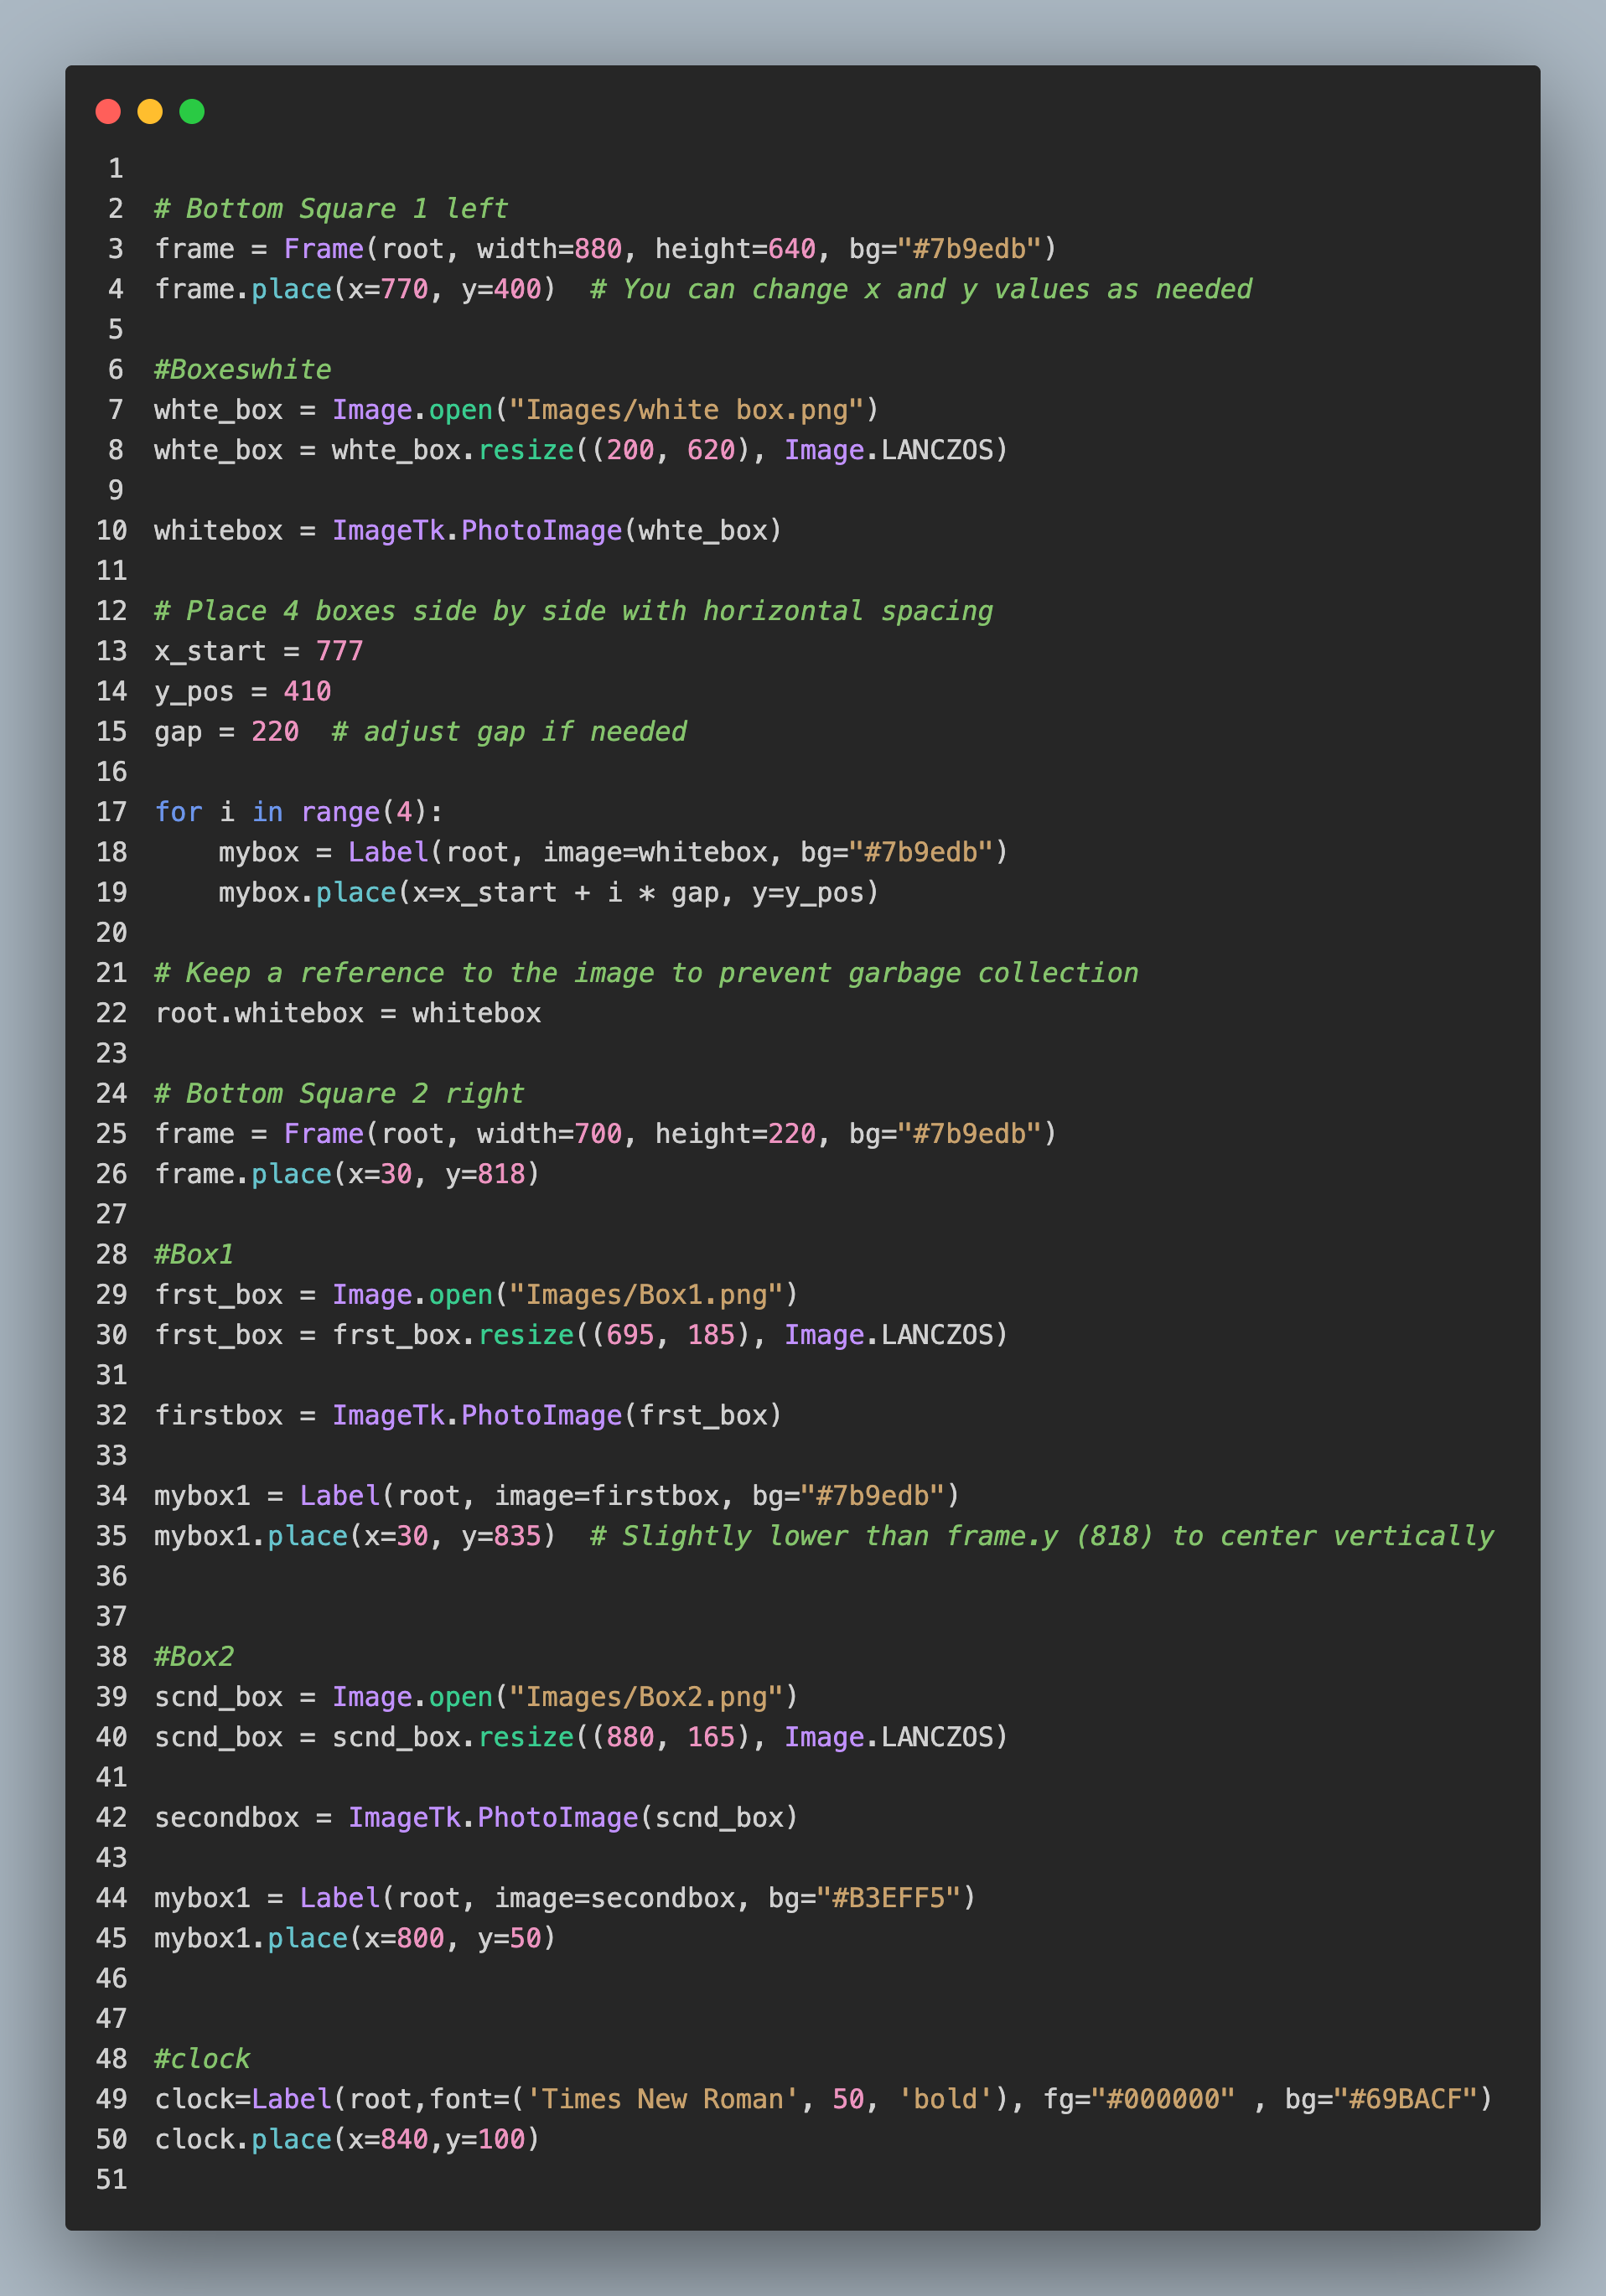 1
2 # Bottom Square 1 left
3 frame = Frame(root, width=880, height=640, bg="#7b9edb")
4 frame.place(x=770, y=400)  # You can change x and y values as needed
5
6 #Boxeswhite
7 whte_box = Image.open("Images/white box.png")
8 whte_box = whte_box.resize((200, 620), Image.LANCZOS)
9
10 whitebox = ImageTk.PhotoImage(whte_box)
11
12 # Place 4 boxes side by side with horizontal spacing
13 x_start = 777
14 y_pos = 410
15 gap = 220  # adjust gap if needed
16
17 for i in range(4):
18     mybox = Label(root, image=whitebox, bg="#7b9edb")
19     mybox.place(x=x_start + i * gap, y=y_pos)
20
21 # Keep a reference to the image to prevent garbage collection
22 root.whitebox = whitebox
23
24 # Bottom Square 2 right
25 frame = Frame(root, width=700, height=220, bg="#7b9edb")
26 frame.place(x=30, y=818)
27
28 #Box1
29 frst_box = Image.open("Images/Box1.png")
30 frst_box = frst_box.resize((695, 185), Image.LANCZOS)
31
32 firstbox = ImageTk.PhotoImage(frst_box)
33
34 mybox1 = Label(root, image=firstbox, bg="#7b9edb")
35 mybox1.place(x=30, y=835)  # Slightly lower than frame.y (818) to center vertically
36
37
38 #Box2
39 scnd_box = Image.open("Images/Box2.png")
40 scnd_box = scnd_box.resize((880, 165), Image.LANCZOS)
41
42 secondbox = ImageTk.PhotoImage(scnd_box)
43
44 mybox1 = Label(root, image=secondbox, bg="#B3EFF5")
45 mybox1.place(x=800, y=50)
46
47
48 #clock
49 clock=Label(root,font=('Times New Roman', 50, 'bold'), fg="#000000" , bg="#69BACF")
50 clock.place(x=840,y=100)
51